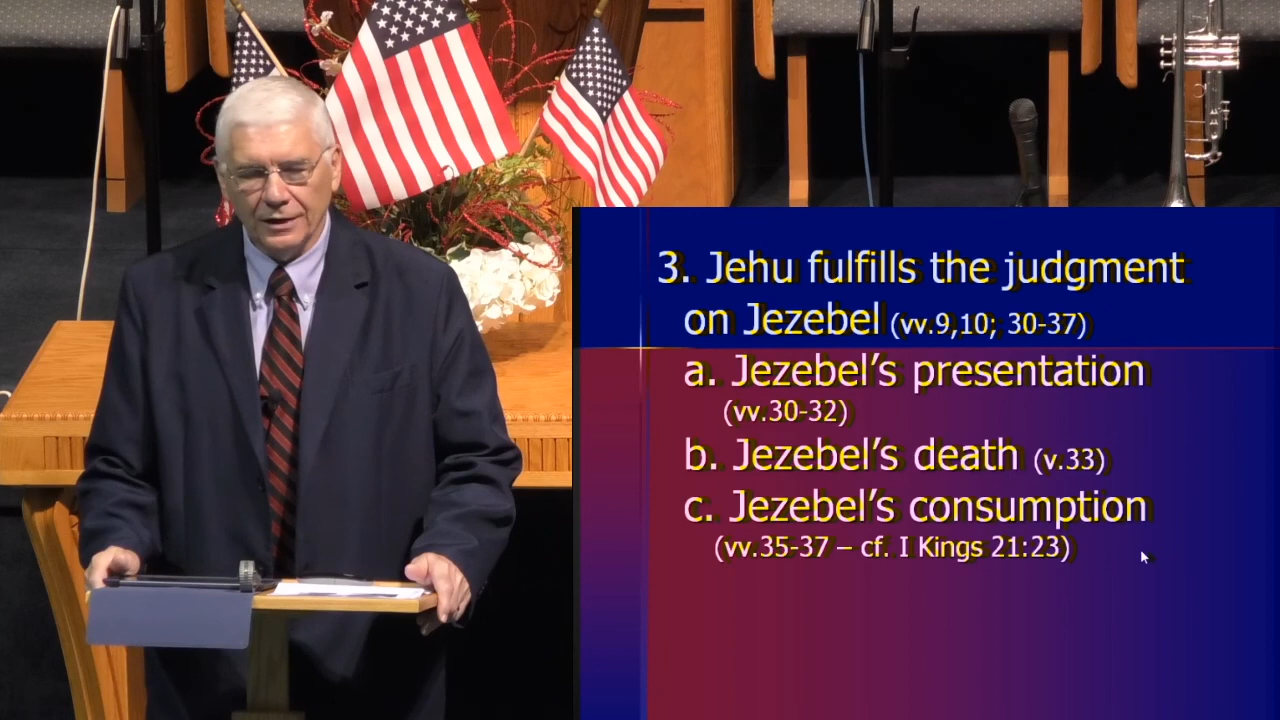 3. Jehu fulfills the judgment
on Jezebel (vv.9,10; 30-37)
a. Jezebel’s presentation
(vv.30-32)
b. Jezebel’s death (v.33)
c. Jezebel’s consumption
(vv.35-37 – cf. I Kings 21:23)